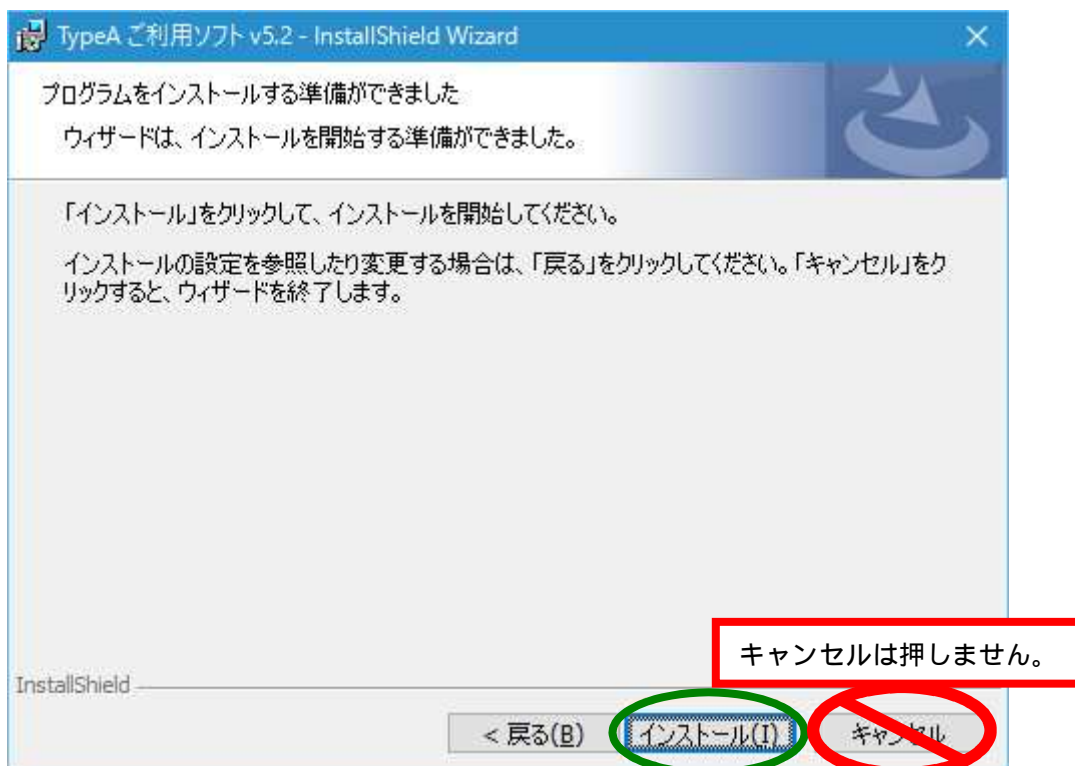 TypeA ご利用ソフト v5.2 - InstallShield Wizard
プログラムをインストールする準備ができました
ウィザードは、インストールを開始する準備ができました。
「インストール」をクリックして、インストールを開始してください。
インストールの設定を参照したり変更する場合は、「戻る」をクリックしてください。「キャンセル」をク
リックすると、ウィザードを終了します。
キャンセルは押しません。
InstallShield
< 戻る(B) インストール(I) キャンセル